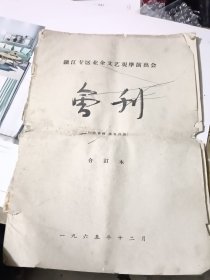 镇江专区业余文艺观摩演出会
会刊
合訂本
一九六五年十二月